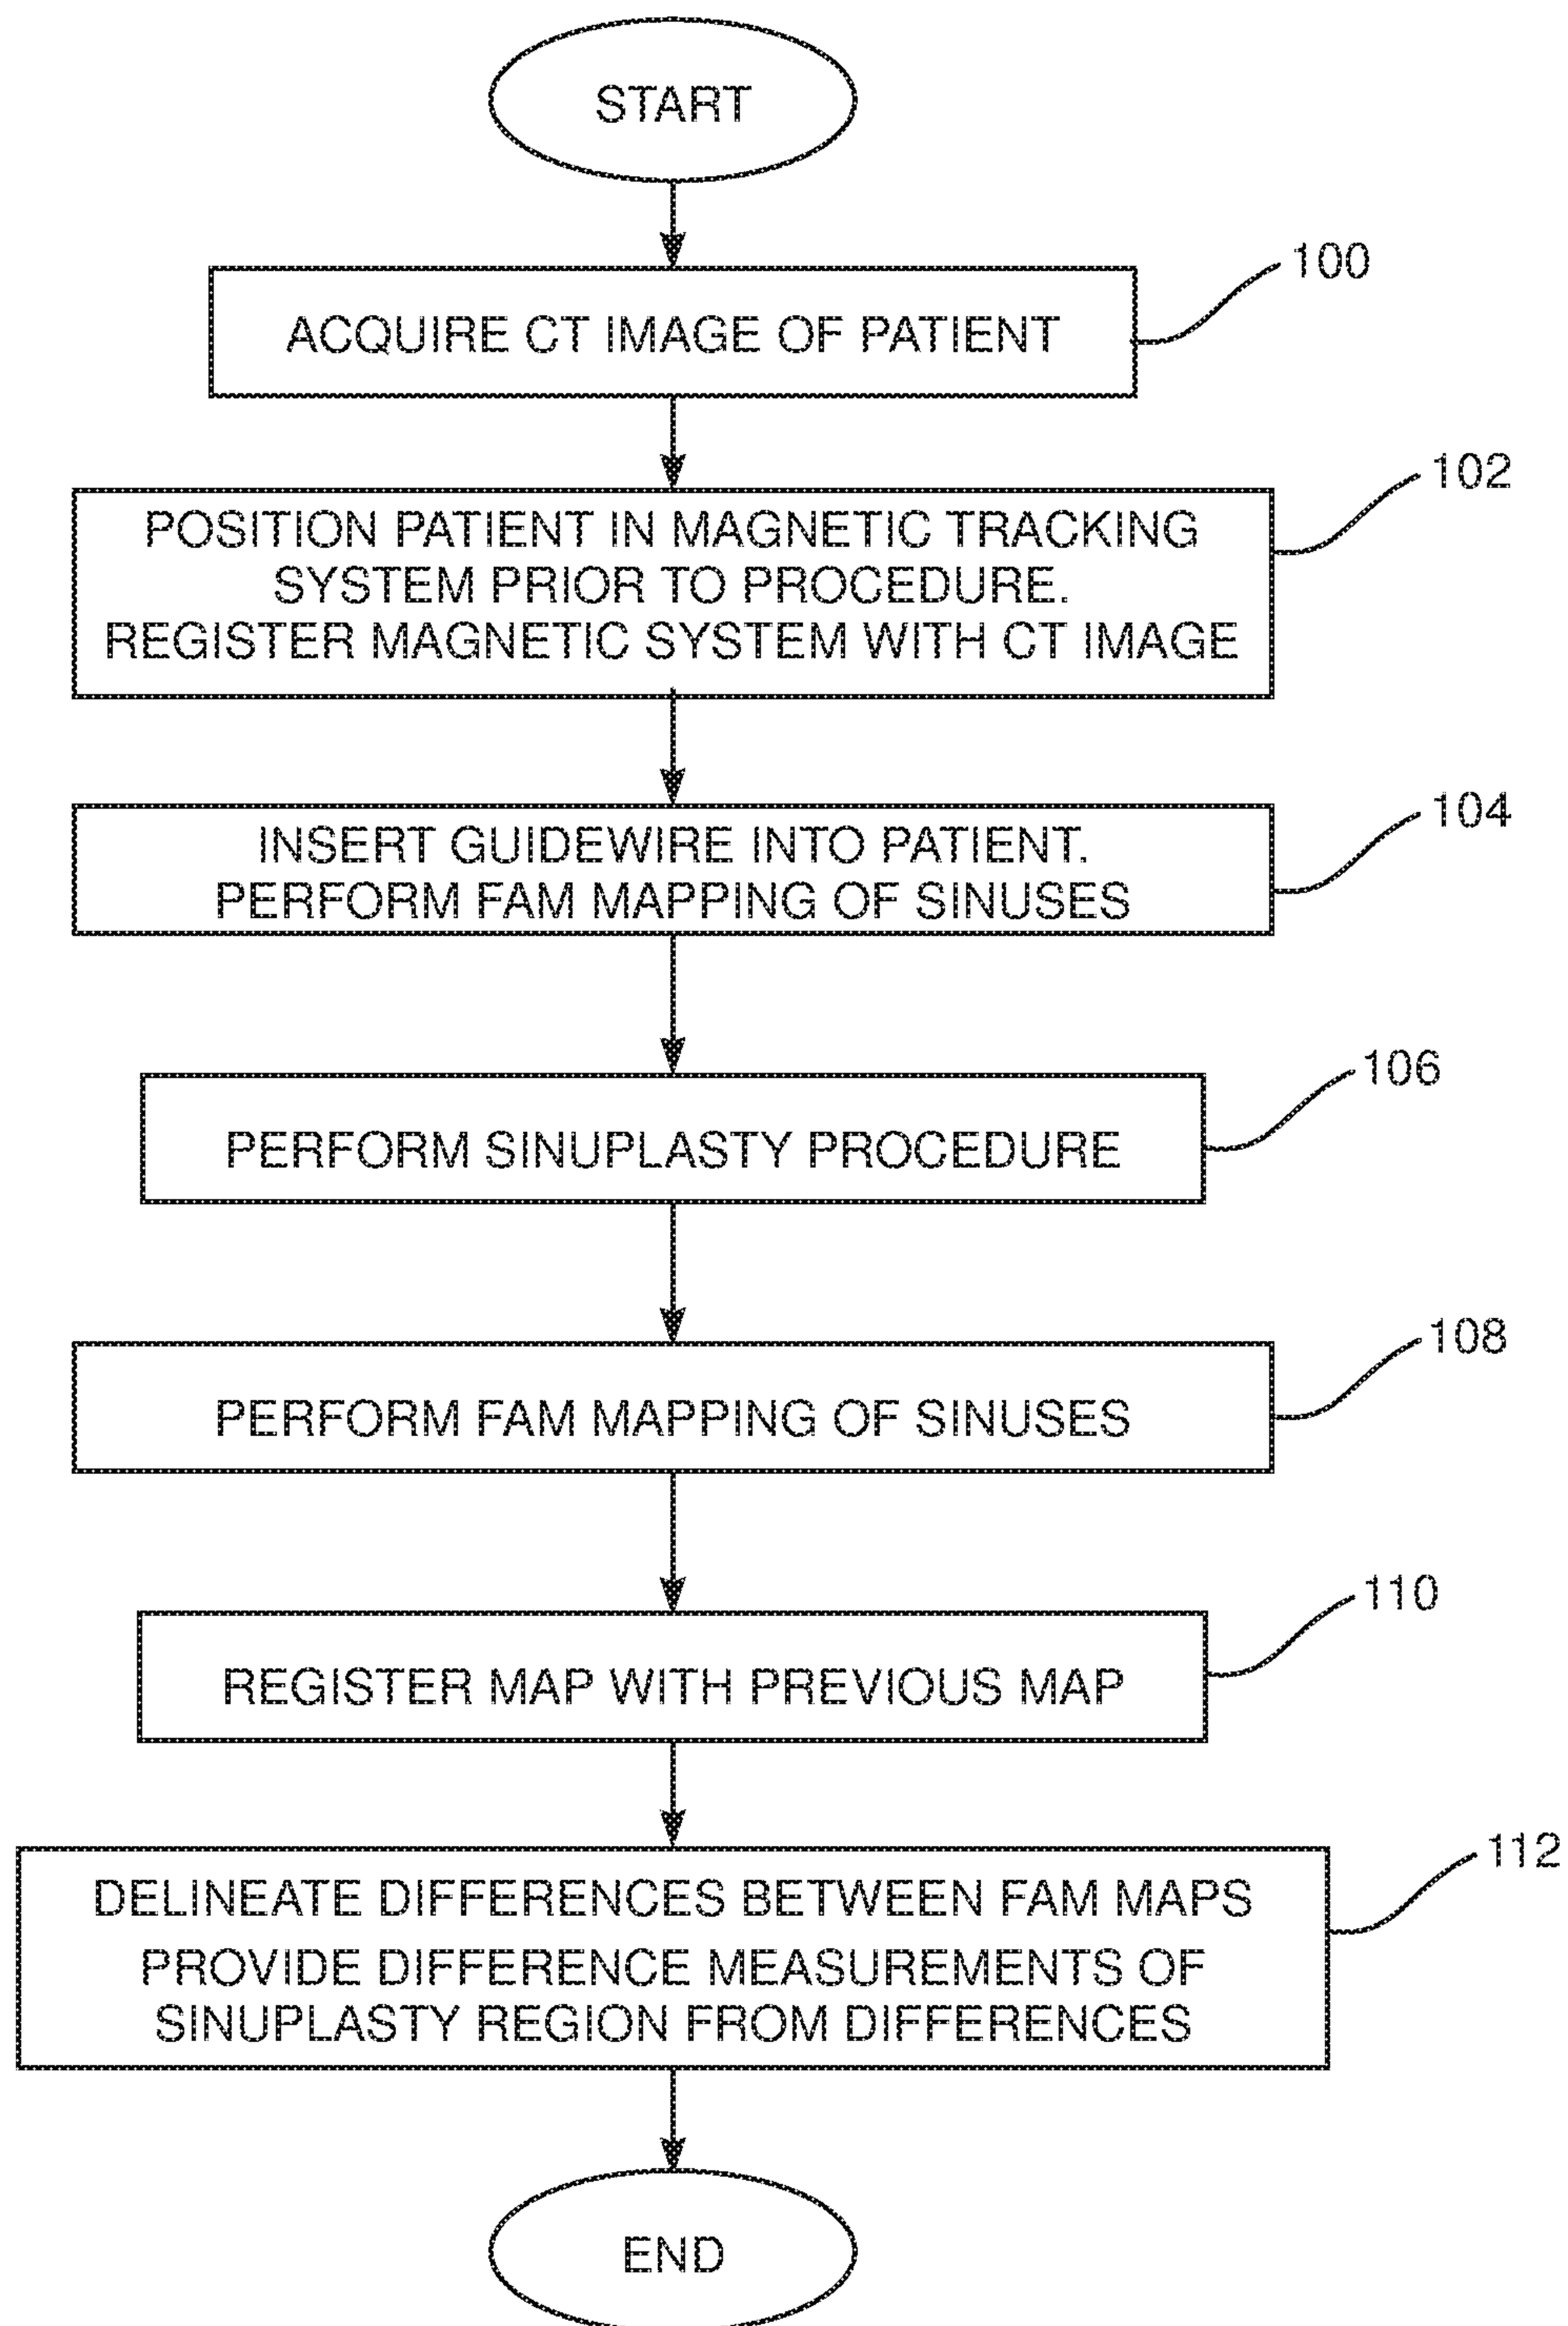 START
100
ACQUIRE CT IMAGE OF PATIENT
102
POSITION PATIENT IN MAGNETIC TRACKING
SYSTEM PRIOR TO PROCEDURE.
REGISTER MAGNETIC SYSTEM WITH CT IMAGE
104
INSERT GUIDEWIRE INTO PATIENT.
PERFORM FAM MAPPING OF SINUSES
106
PERFORM SINUPLASTY PROCEDURE
108
PERFORM FAM MAPPING OF SINUSES
110
REGISTER MAP WITH PREVIOUS MAP
112
DELINEATE DIFFERENCES BETWEEN FAM MAPS
PROVIDE DIFFERENCE MEASUREMENTS OF
SINUPLASTY REGION FROM DIFFERENCES
END